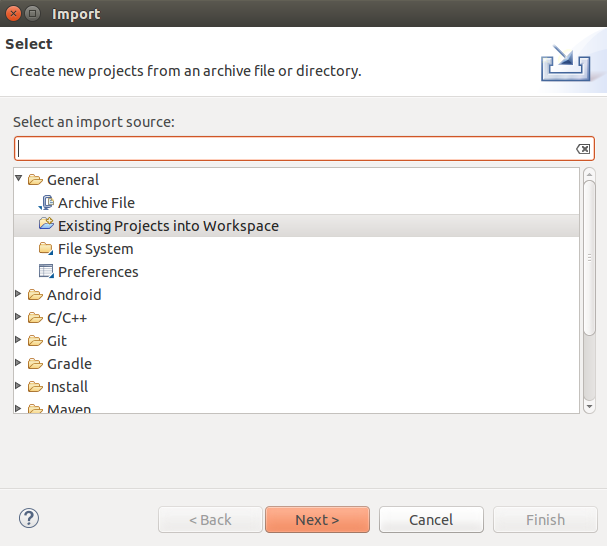 Import
Select
Create new projects from an archive file or directory.
Select an import source:
General
Archive File
Existing Projects into Workspace
File System
Preferences
Android
C/C++
Git
Gradle
Install
Maven
?
< Back
Next >
Cancel
Finish